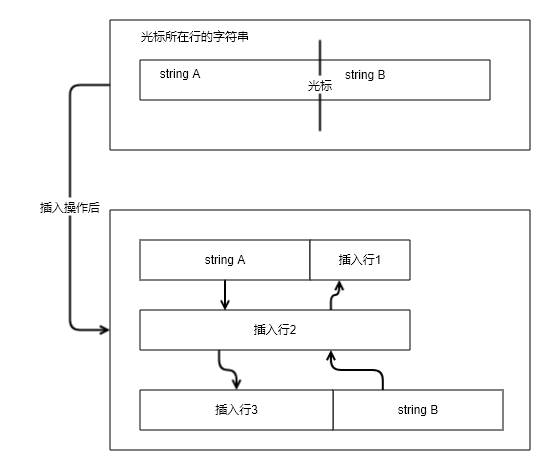 光标所在行的字符串
string A
string B
光标
插入操作后
string A
插入行1
插入行2
插入行3
string B